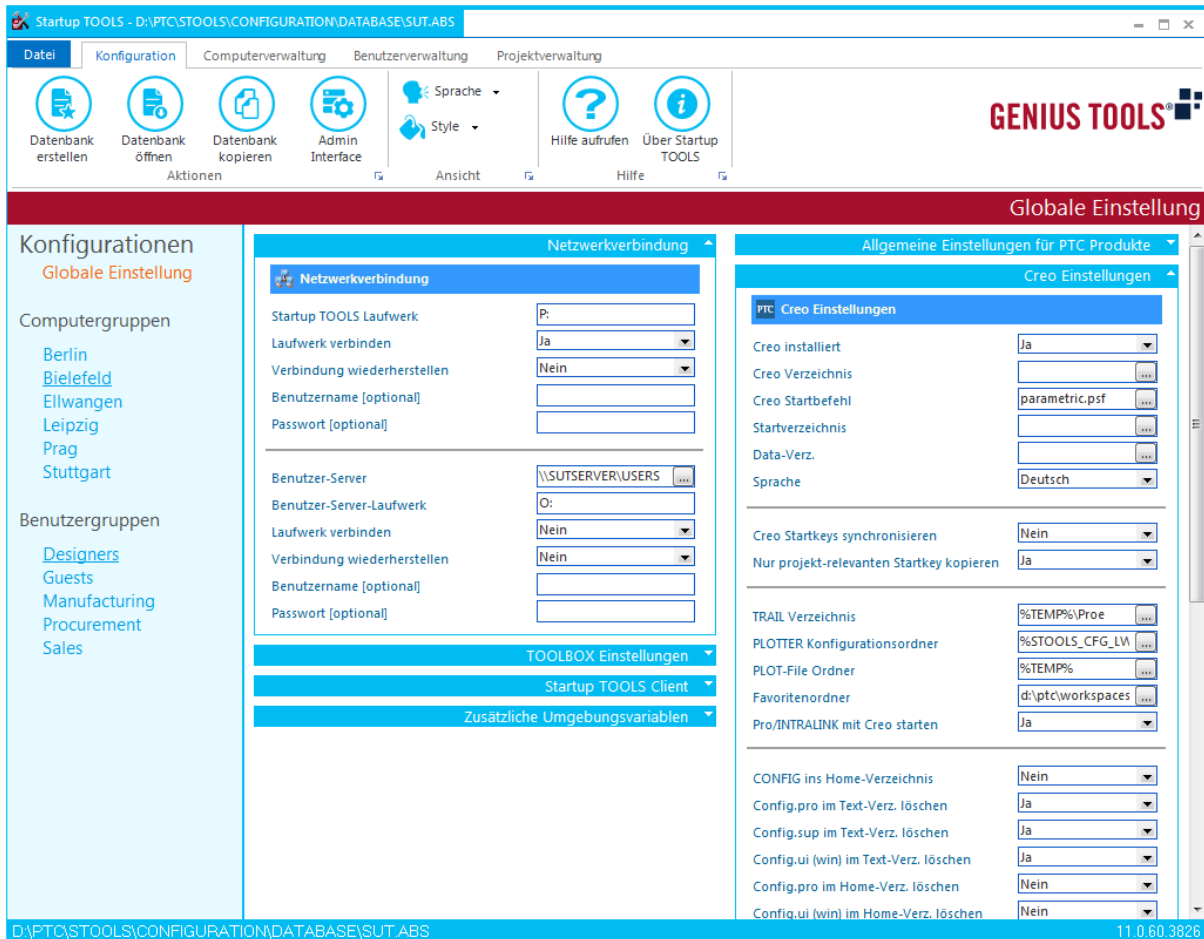 Startup TOOLS - D:\PTC\STOOLS\CONFIGURATION\DATABASE\SUT.ABS
Datei Konfiguration Computerverwaltung Benutzerverwaltung Projektverwaltung
Datenbank erstellen
Datenbank öffnen
Datenbank kopieren
Admin Interface
Aktionen
Sprache
Style
Ansicht
Hilfe aufrufen
Über Startup TOOLS
Hilfe
GENIUS TOOLS®
Globale Einstellung
Konfigurationen
Globale Einstellung
Computergruppen
Berlin
Bielefeld
Ellwangen
Leipzig
Prag
Stuttgart
Benutzergruppen
Designers
Guests
Manufacturing
Procurement
Sales
Netzwerkverbindung
Netzwerkverbindung
Startup TOOLS Laufwerk P:
Laufwerk verbinden Ja
Verbindung wiederherstellen Nein
Benutzername [optional]
Passwort [optional]
Benutzer-Server \\SUTSERVER\USERS ...
Benutzer-Server-Laufwerk O:
Laufwerk verbinden Nein
Verbindung wiederherstellen Nein
Benutzername [optional]
Passwort [optional]
TOOLBOX Einstellungen
Startup TOOLS Client
Zusätzliche Umgebungsvariablen
Allgemeine Einstellungen für PTC Produkte
Creo Einstellungen
PTC Creo Einstellungen
Creo installiert Ja
Creo Verzeichnis ...
Creo Startbefehl parametric.psf ...
Startverzeichnis ...
Data-Verz. ...
Sprache Deutsch
Creo Startkeys synchronisieren Nein
Nur projekt-relevanten Startkey kopieren Ja
TRAIL Verzeichnis %TEMP%\Proe ...
PLOTTER Konfigurationsordner %STOOLS_CFG_LW ...
PLOT-File Ordner %TEMP% ...
Favoritenordner d:\ptc\workspaces ...
Pro/INTRALINK mit Creo starten Ja
CONFIG ins Home-Verzeichnis Nein
Config.pro im Text-Verz. löschen Ja
Config.sup im Text-Verz. löschen Ja
Config.ui (win) im Text-Verz. löschen Ja
Config.pro im Home-Verz. löschen Nein
Config.ui (win) im Home-Verz. löschen Nein
D:\PTC\STOOLS\CONFIGURATION\DATABASE\SUT.ABS 11.0.60.3826